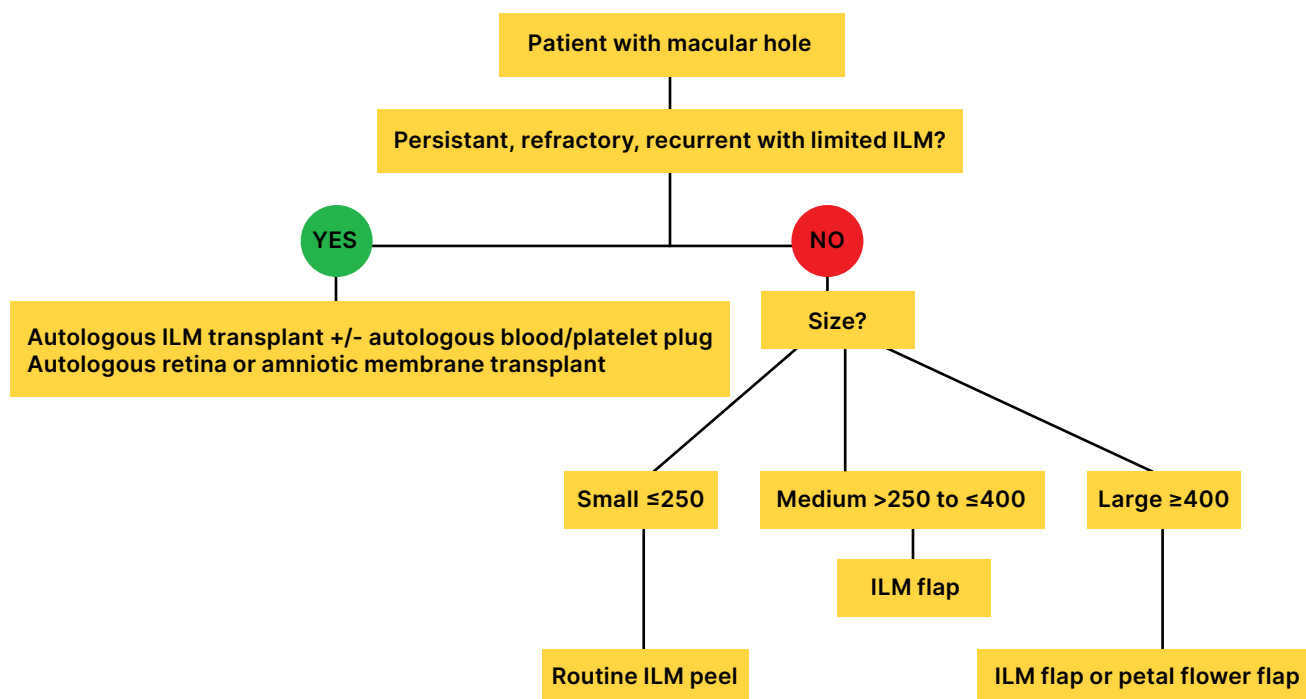 Patient with macular hole
Persistant, refractory, recurrent with limited ILM?
YES
NO
Autologous ILM transplant +/- autologous blood/platelet plug
Autologous retina or amniotic membrane transplant
Size?
Small ≤250
Medium >250 to ≤400
Large ≥400
ILM flap
Routine ILM peel
ILM flap or petal flower flap